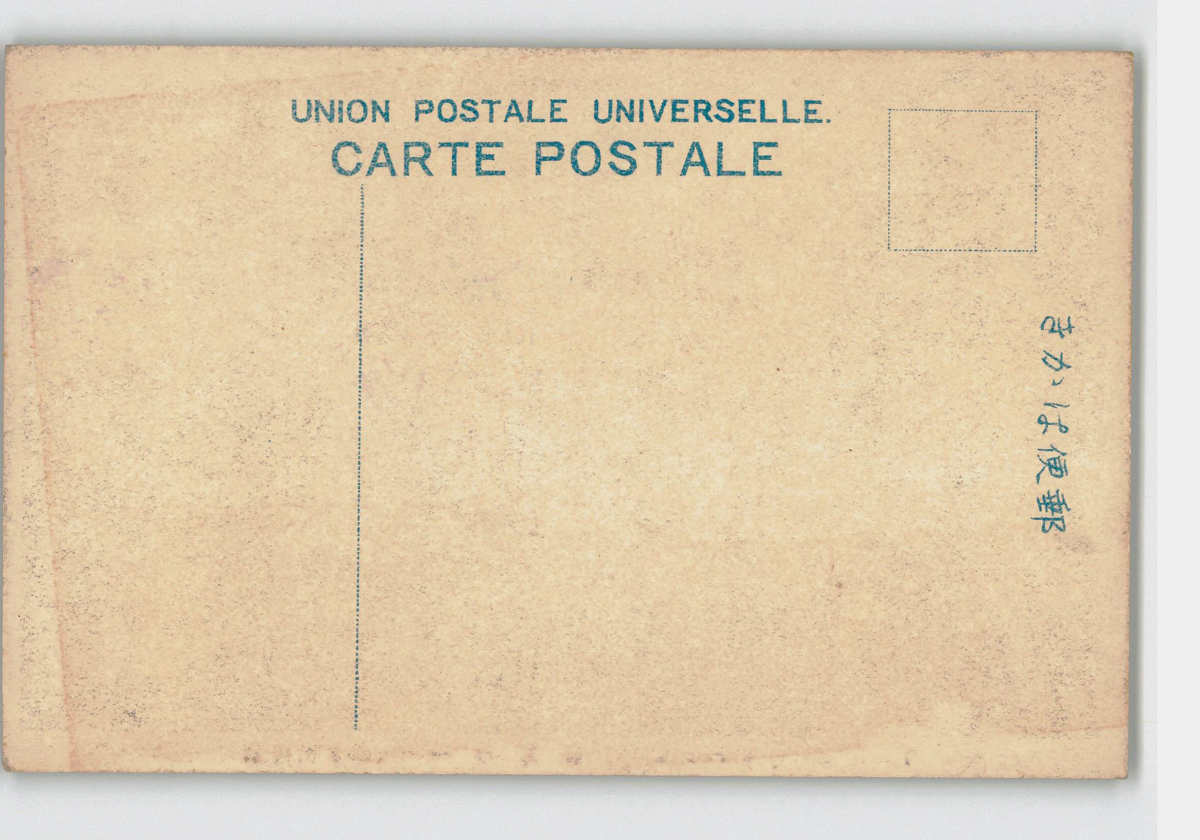 UNION POSTALE UNIVERSELLE.
CARTE POSTALE
きかは便郵